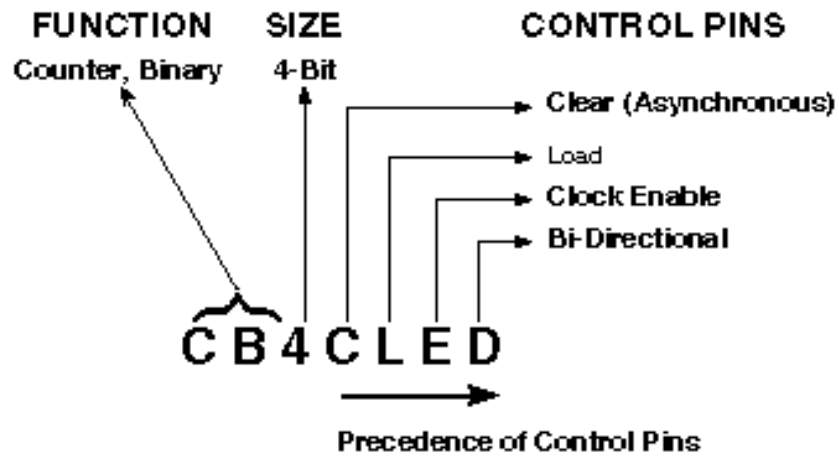 FUNCTION SIZE CONTROL PINS
Counter, Binary 4-Bit
Clear (Asynchronous)
Load
Clock Enable
Bi-Directional
CB4CLED
Precedence of Control Pins